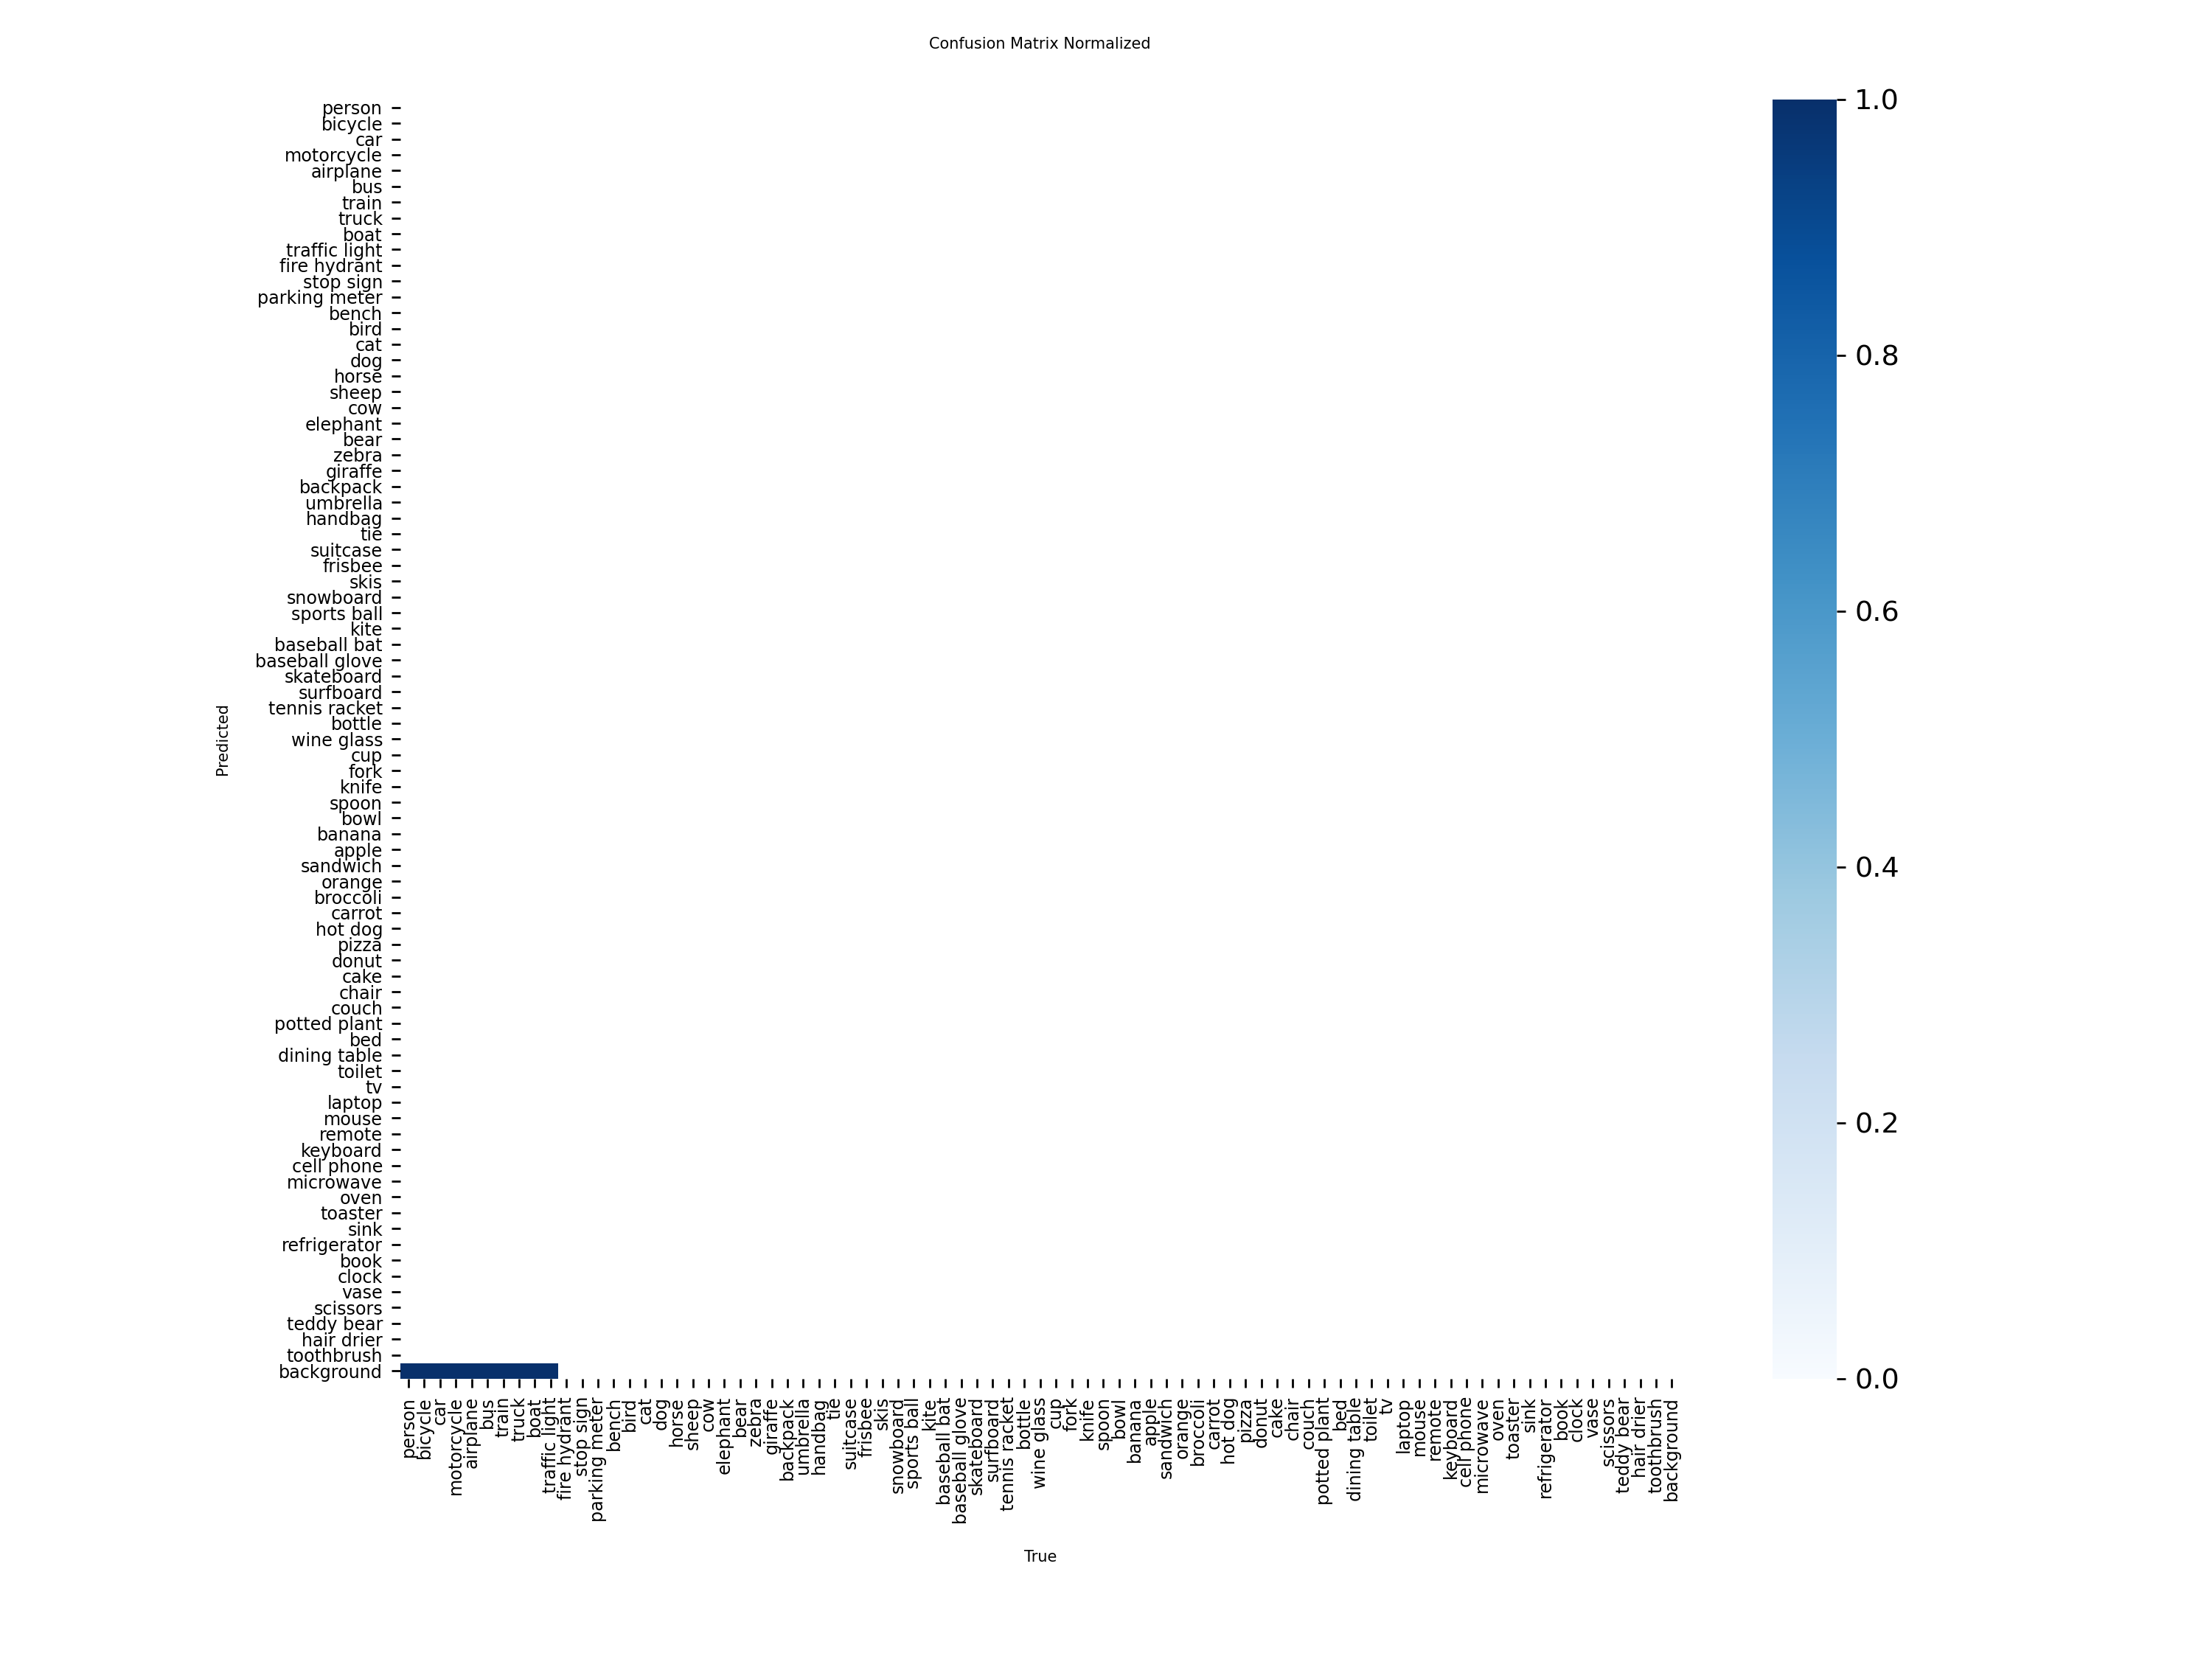 Confusion Matrix Normalized
person
bicycle
car
motorcycle
airplane
bus
train
truck
boat
traffic light
fire hydrant
stop sign
parking meter
bench
bird
cat
dog
horse
sheep
cow
elephant
bear
zebra
giraffe
backpack
umbrella
handbag
tie
suitcase
frisbee
skis
snowboard
sports ball
kite
baseball bat
baseball glove
skateboard
surfboard
tennis racket
bottle
wine glass
cup
fork
knife
spoon
bowl
banana
apple
sandwich
orange
broccoli
carrot
hot dog
pizza
donut
cake
chair
couch
potted plant
bed
dining table
toilet
tv
laptop
mouse
remote
keyboard
cell phone
microwave
oven
toaster
sink
refrigerator
book
clock
vase
scissors
teddy bear
hair drier
toothbrush
background
Predicted
person
bicycle
car
motorcycle
airplane
bus
train
truck
boat
traffic light
fire hydrant
stop sign
parking meter
bench
bird
cat
dog
horse
sheep
cow
elephant
bear
zebra
giraffe
backpack
umbrella
handbag
tie
suitcase
frisbee
skis
snowboard
sports ball
kite
baseball bat
baseball glove
skateboard
surfboard
tennis racket
bottle
wine glass
cup
fork
knife
spoon
bowl
banana
apple
sandwich
orange
broccoli
carrot
hot dog
pizza
donut
cake
chair
couch
potted plant
bed
dining table
toilet
tv
laptop
mouse
remote
keyboard
cell phone
microwave
oven
toaster
sink
refrigerator
book
clock
vase
scissors
teddy bear
hair drier
toothbrush
background
True
1.0
0.8
0.6
0.4
0.2
0.0